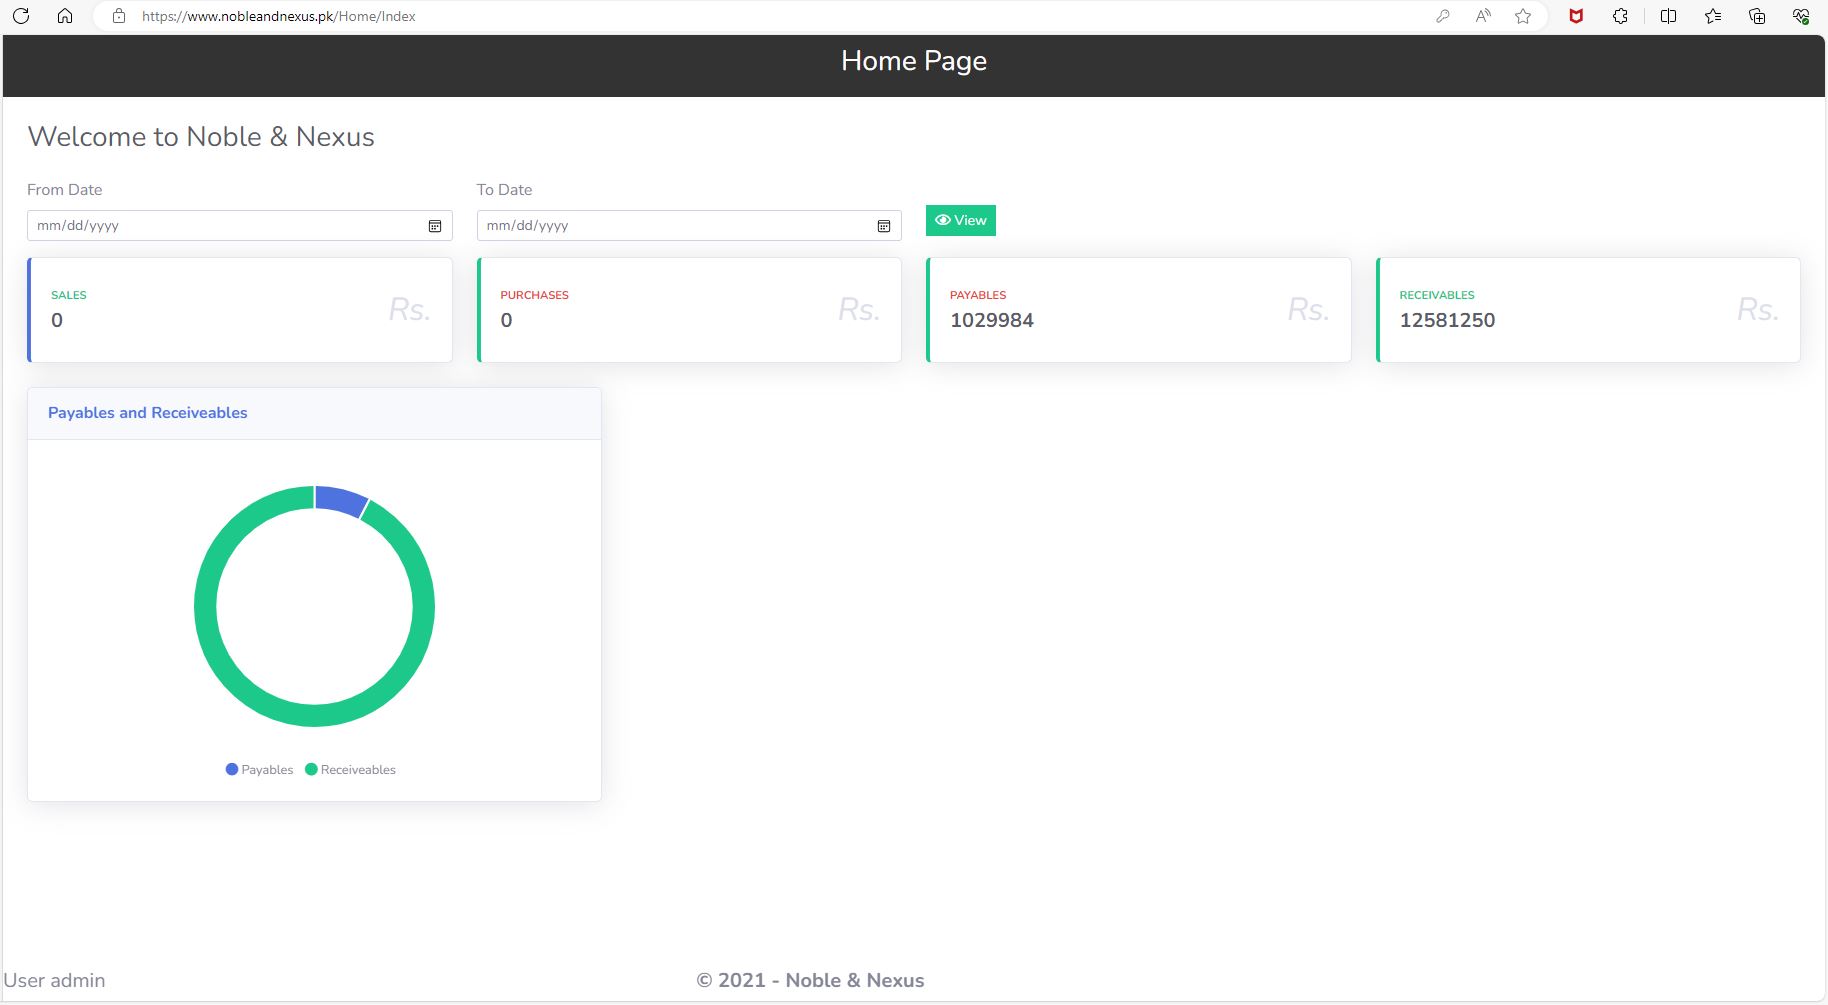 https://www.nobleandnexus.pk/Home/Index
Home Page
Welcome to Noble & Nexus
From Date
To Date
mm/dd/yyyy
mm/dd/yyyy
View
SALES
0
Rs.
PURCHASES
0
Rs.
PAYABLES
1029984
Rs.
RECEIVABLES
12581250
Rs.
Payables and Receiveables
Payables
Receiveables
User admin
© 2021 - Noble & Nexus